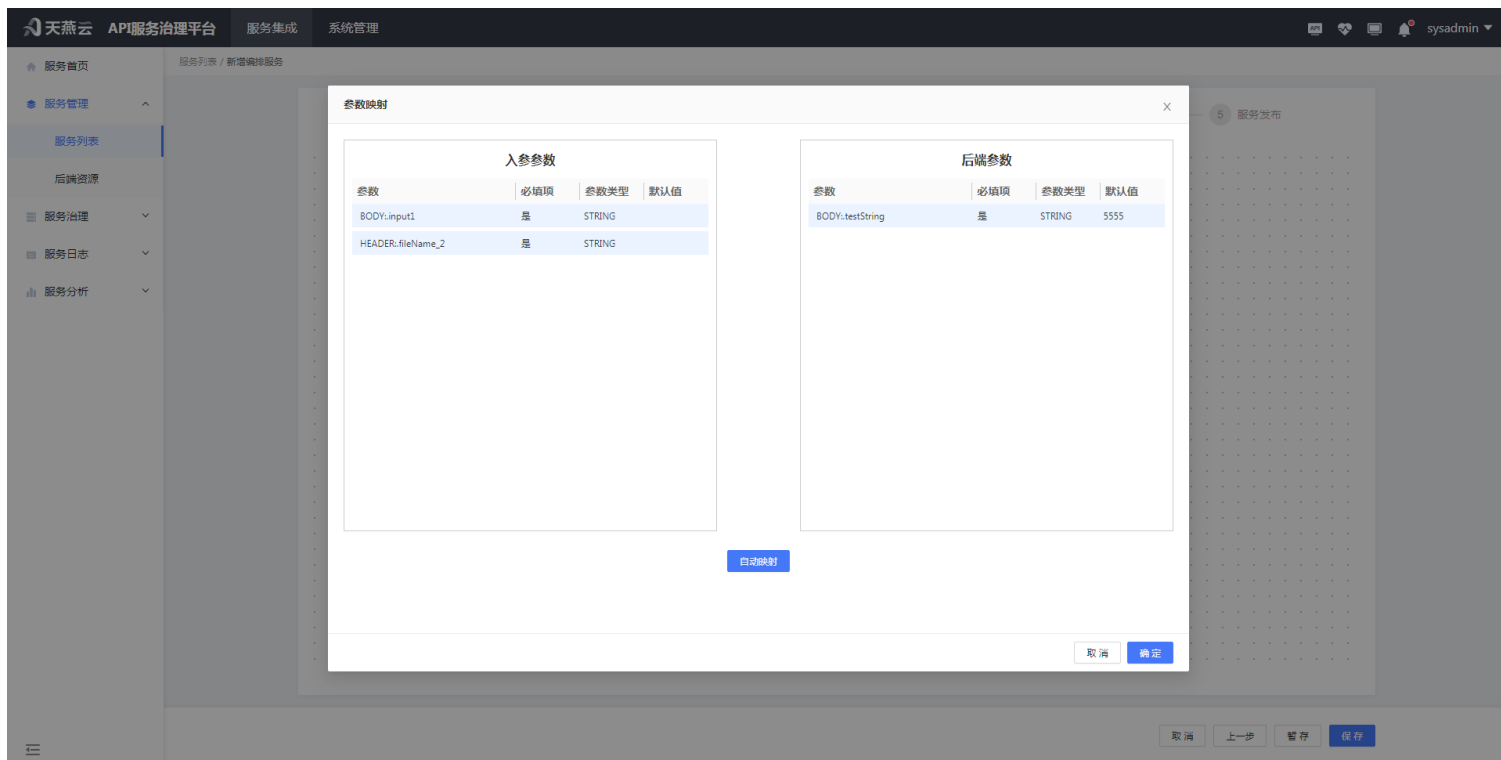 天燕云 API服务治理平台 服务集成 系统管理 API sysadmin
服务首页
服务列表 / 新增编排服务
服务管理
服务列表
后端资源
服务治理
服务日志
服务分析
5 服务发布
参数映射
入参参数
参数 必填项 参数类型 默认值
BODY:.input1 是 STRING
HEADER:.fileName_2 是 STRING
后端参数
参数 必填项 参数类型 默认值
BODY:.testString 是 STRING 5555
自动映射
取消 确定
取消 上一步 暂存 保存